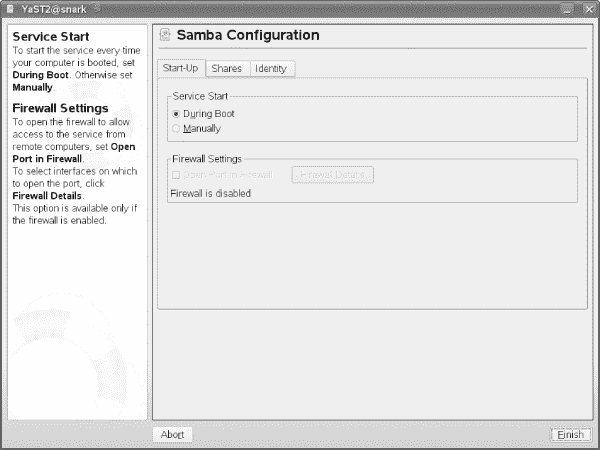 YaST2@snark
Service Start
To start the service every time
your computer is booted, set
During Boot. Otherwise set
Manually.
Firewall Settings
To open the firewall to allow
access to the service from
remote computers, set Open
Port in Firewall.
To select interfaces on which
to open the port, click
Firewall Details.
This option is available only if
the firewall is enabled.
Samba Configuration
Start-Up Shares Identity
Service Start
During Boot
Manually
Firewall Settings
Open Port in Firewall Firewall Details
Firewall is disabled
Abort Finish